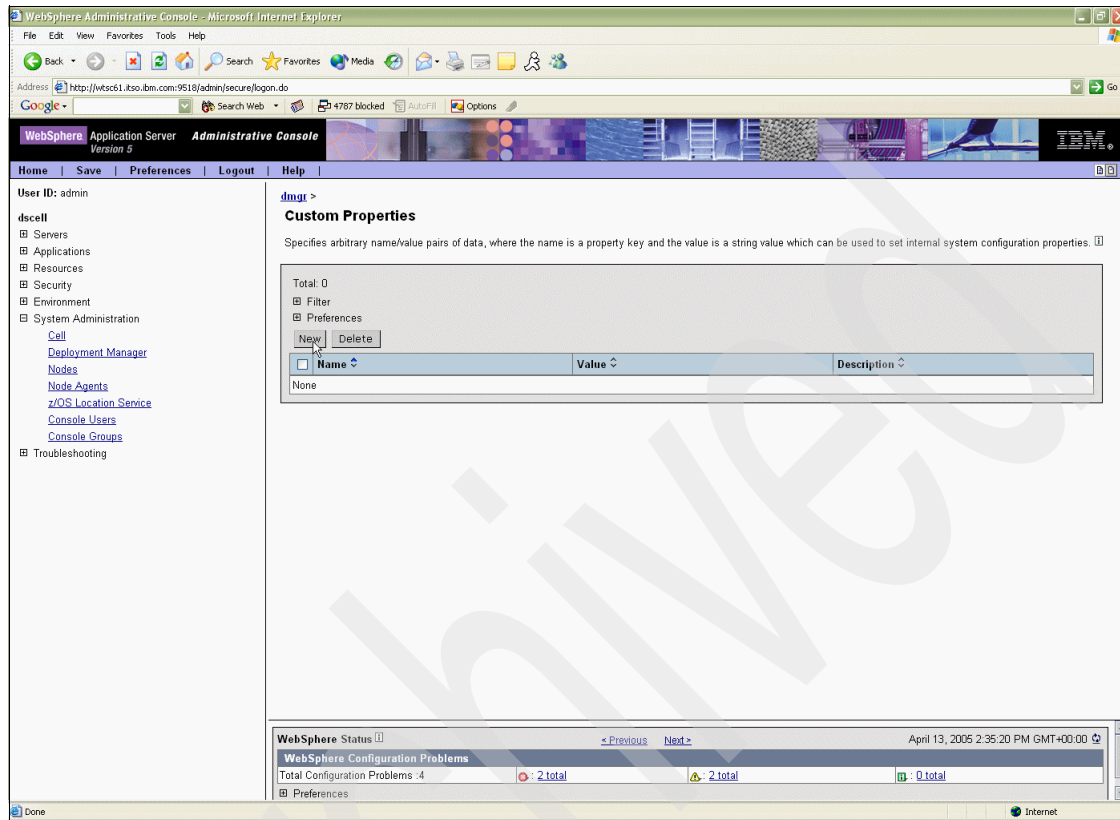 WebSphere Administrative Console - Microsoft Internet Explorer
File Edit View Favorites Tools Help
Back Search Favorites Media
Address http://wtsc61.itso.ibm.com:9518/admin/secure/logon.do Go
Google Search Web 4787 blocked AutoFill Options
WebSphere Application Server Administrative Console
Version 5
IBM
Home | Save | Preferences | Logout | Help |
User ID: admin
dscell
Servers
Applications
Resources
Security
Environment
System Administration
Cell
Deployment Manager
Nodes
Node Agents
z/OS Location Service
Console Users
Console Groups
Troubleshooting
dmgr >
Custom Properties
Specifies arbitrary name/value pairs of data, where the name is a property key and the value is a string value which can be used to set internal system configuration properties.
Total: 0
Filter
Preferences
New Delete
Name Value Description
None
WebSphere Status < Previous Next > April 13, 2005 2:35:20 PM GMT+00:00
WebSphere Configuration Problems
Total Configuration Problems :4 : 2 total : 2 total : 0 total
Preferences
Done Internet